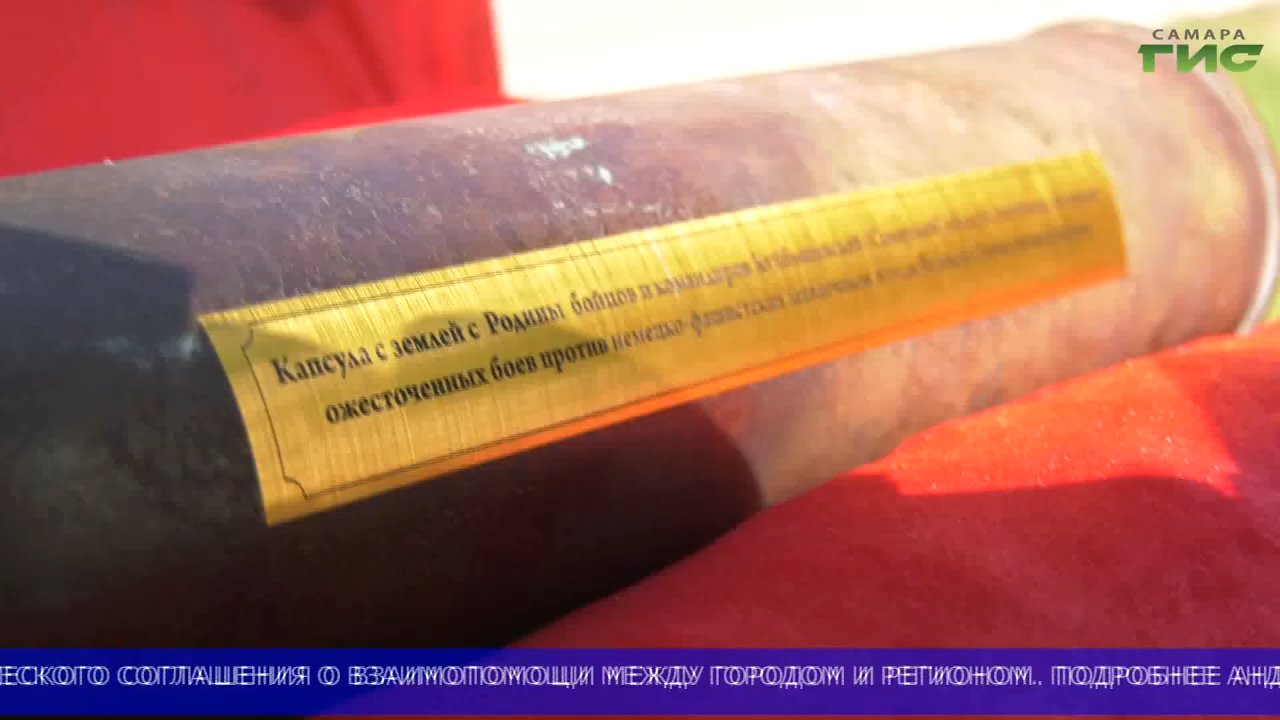 САМАРА
ГИС
Капсула с землей с Родины бойцов и командиров
ожесточенных боев против немецко-фашистских
ЕСКОГО СОГЛАШЕНИЯ О ВЗАИМОПОМОЩИ МЕЖДУ ГОРОДОМ И РЕГИОНОМ.. ПОДРОБНЕЕ АНД